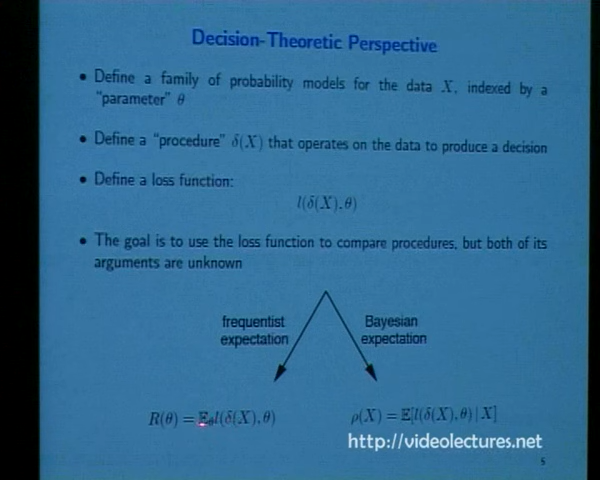 Decision-Theoretic Perspective
• Define a family of probability models for the data X, indexed by a
"parameter" θ
• Define a "procedure" δ(X) that operates on the data to produce a decision
• Define a loss function:
l(δ(X), θ)
• The goal is to use the loss function to compare procedures, but both of its
arguments are unknown
frequentist
expectation
Bayesian
expectation
R(θ) = 𝔼θl(δ(X), θ)
ρ(X) = 𝔼[l(δ(X), θ) | X]
http://videolectures.net
5